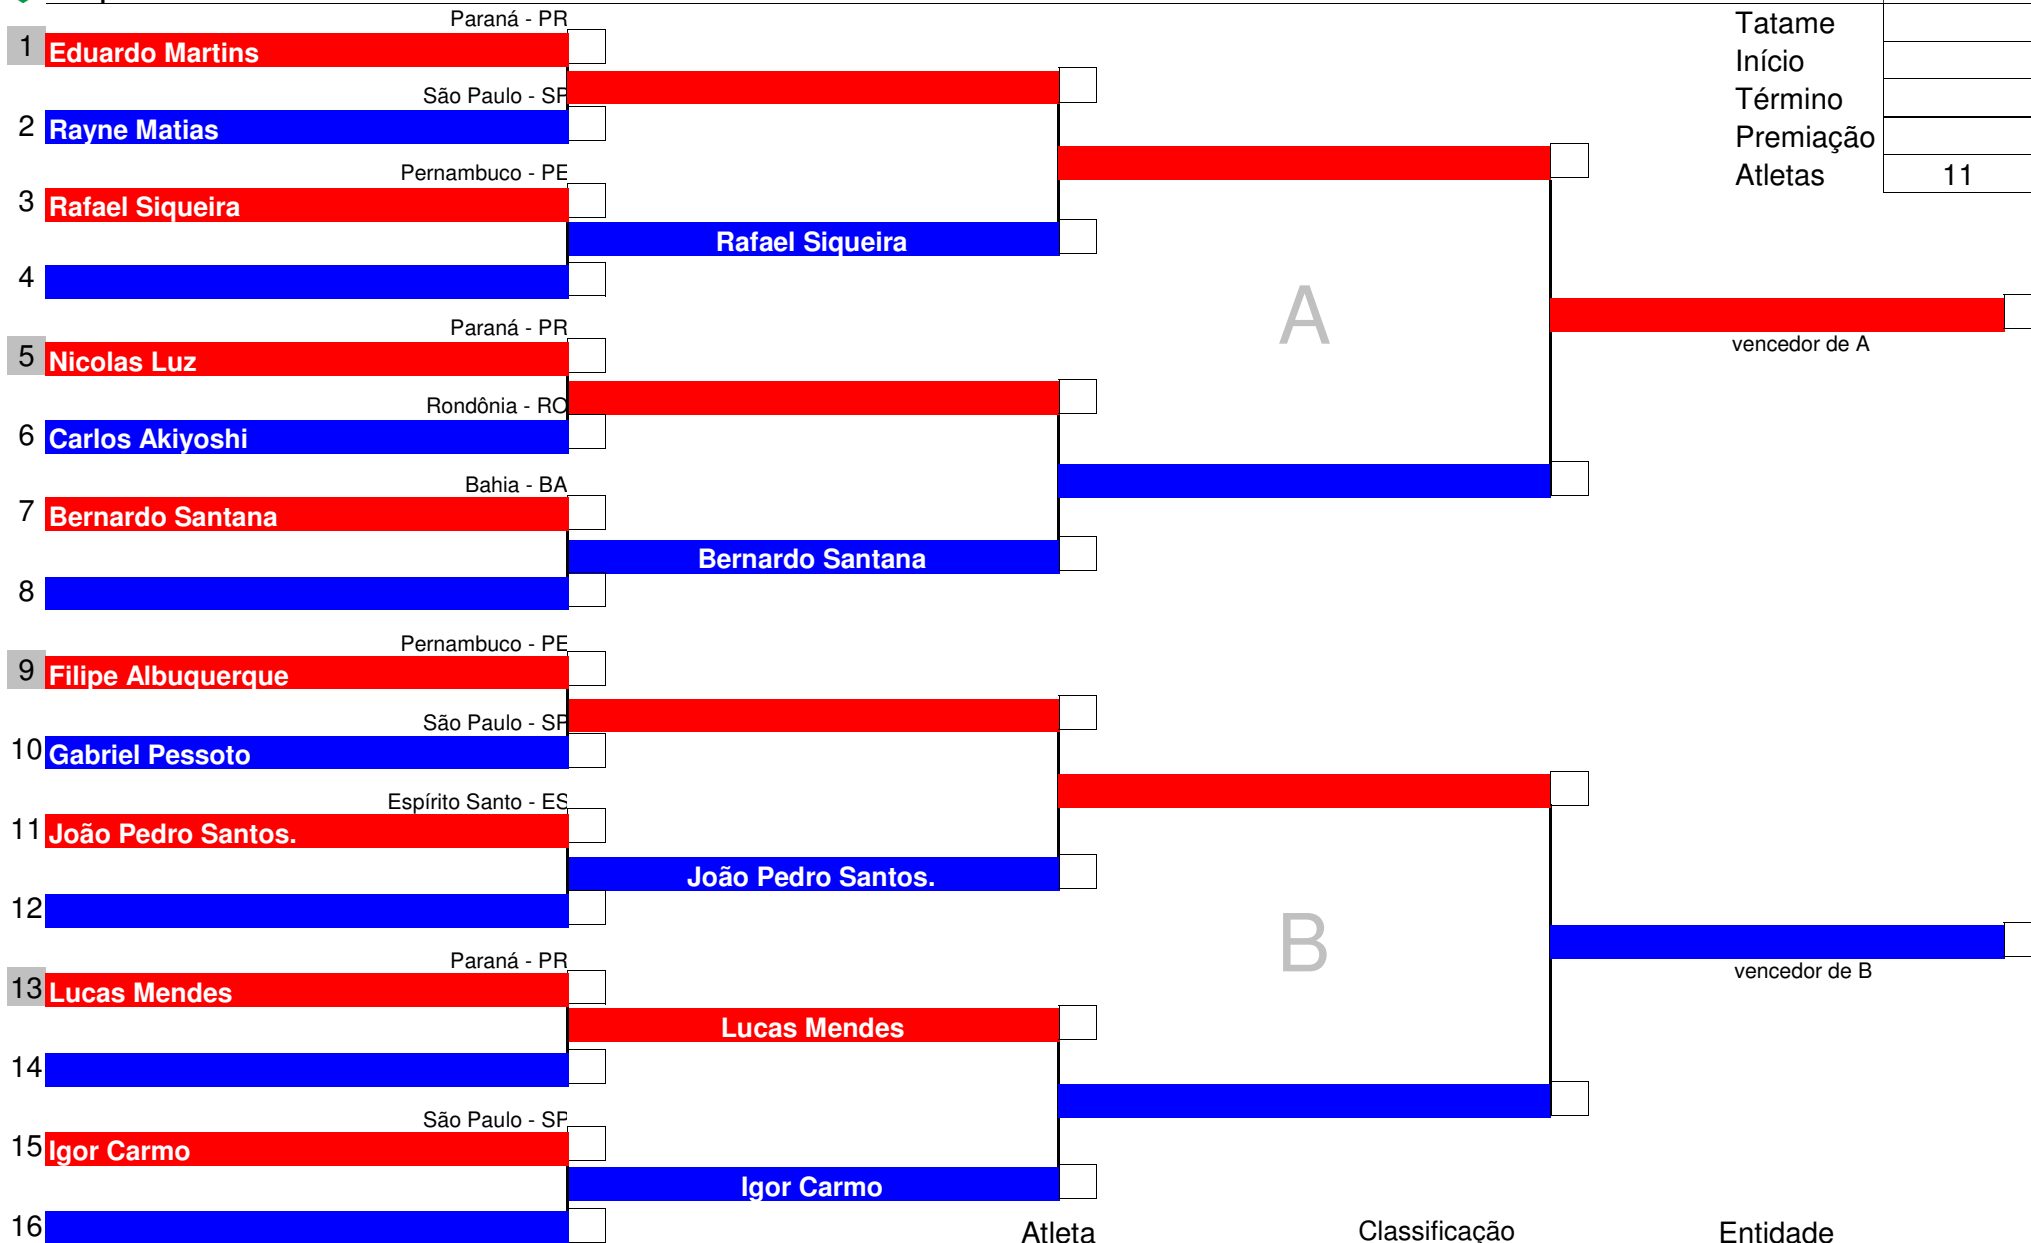 Paraná - PR
1 Eduardo Martins
São Paulo - SP
2 Rayne Matias
Pernambuco - PE
3 Rafael Siqueira
Rafael Siqueira
4
Paraná - PR
5 Nicolas Luz
Rondônia - RO
6 Carlos Akiyoshi
Bahia - BA
7 Bernardo Santana
Bernardo Santana
8
Pernambuco - PE
9 Filipe Albuquerque
São Paulo - SP
10 Gabriel Pessoto
Espírito Santo - ES
11 João Pedro Santos.
João Pedro Santos.
12
Paraná - PR
13 Lucas Mendes
Lucas Mendes
14
São Paulo - SP
15 Igor Carmo
Igor Carmo
16
A
B
Tatame
Início
Término
Premiação
Atletas 11
vencedor de A
vencedor de B
Atleta Classificação Entidade